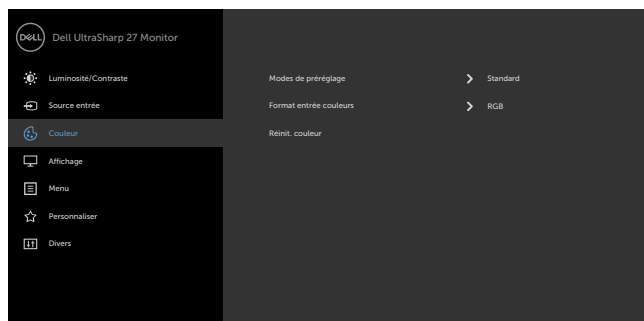 DELL Dell UltraSharp 27 Monitor
Luminosité/Contraste
Source entrée
Couleur
Affichage
Menu
Personnaliser
Divers
Modes de préréglage Standard
Format entrée couleurs RGB
Réinit. couleur